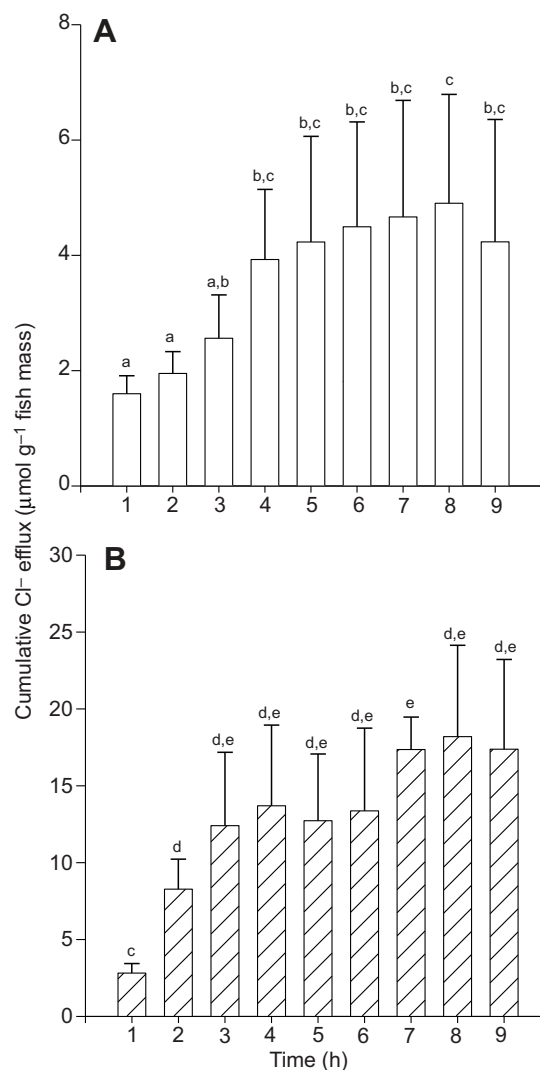 A
8
6
4
2
0
a
a
a,b
b,c
b,c
b,c
b,c
c
b,c
1 2 3 4 5 6 7 8 9
Cumulative Cl⁻ efflux (μmol g⁻¹ fish mass)
B
30
25
20
15
10
5
0
c
d
d,e
d,e
d,e
d,e
e
d,e
d,e
1 2 3 4 5 6 7 8 9
Time (h)